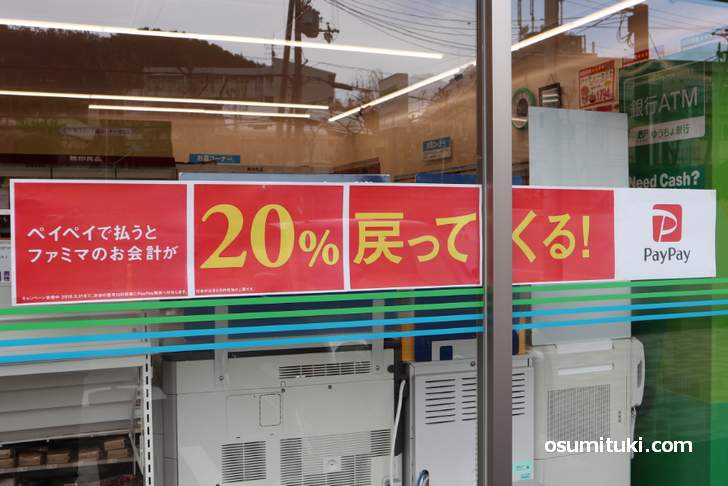 銀行ATM
ゆうちょ銀行
Need Cash?
ペイペイで払うと
ファミマのお会計が
20%戻ってくる!
PayPay
osumituki.com